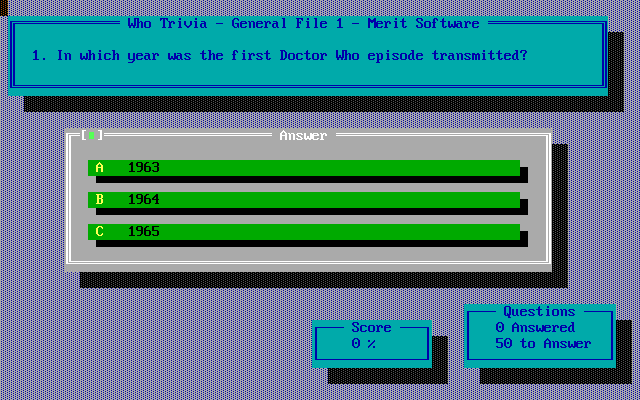 Who Trivia - General File 1 - Merit Software
1. In which year was the first Doctor Who episode transmitted?
[↕] Answer
A 1963
B 1964
C 1965
Score
0 %
Questions
0 Answered
50 to Answer